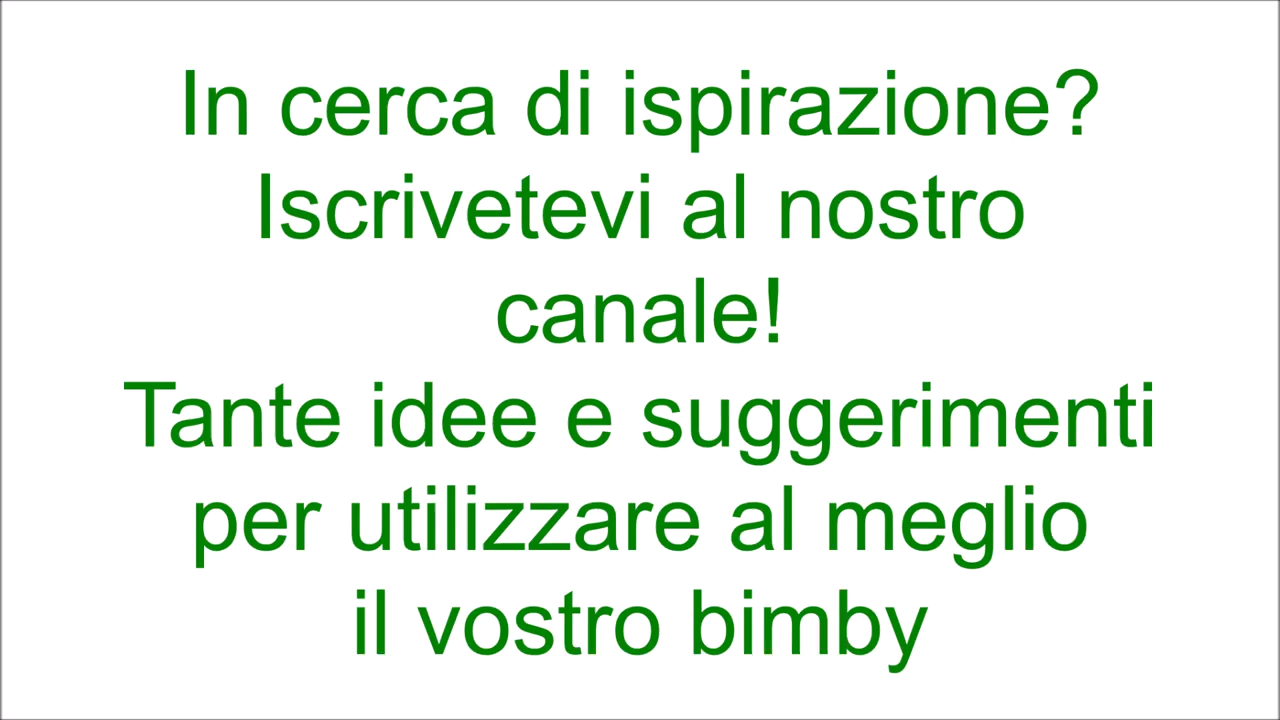 In cerca di ispirazione?
Iscrivetevi al nostro
canale!
Tante idee e suggerimenti
per utilizzare al meglio
il vostro bimby